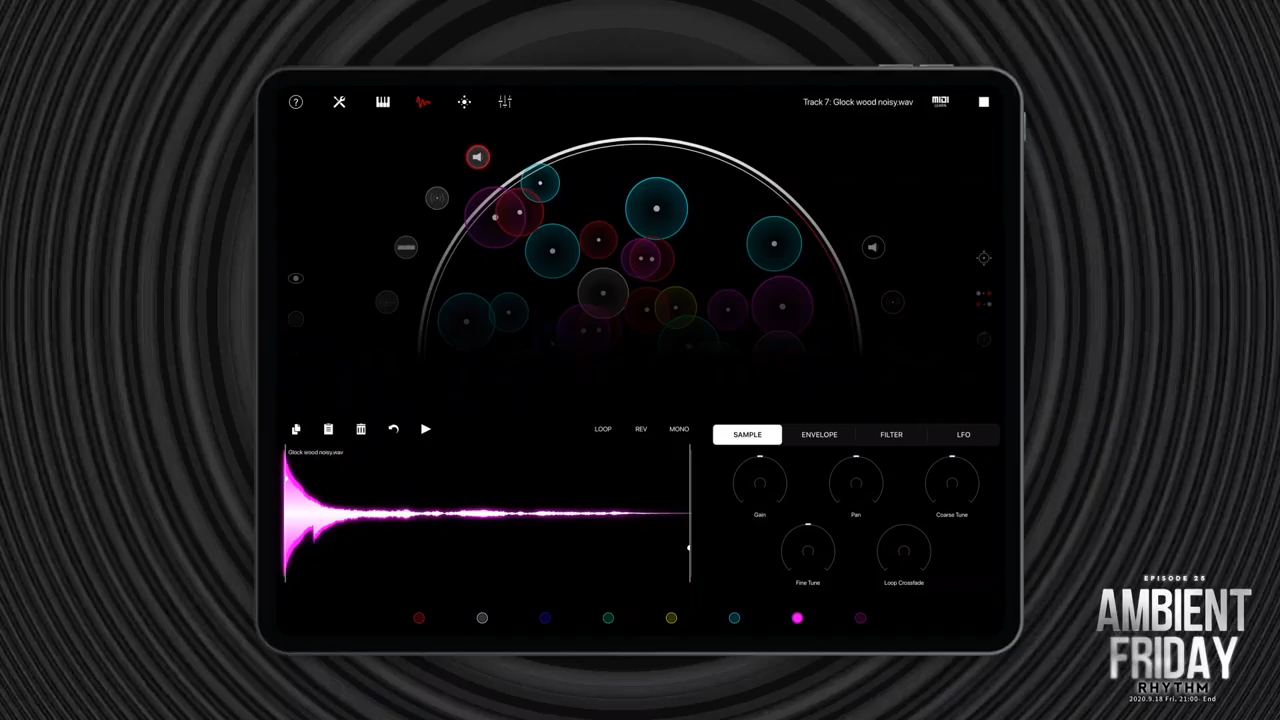 Track 7: Glock wood noisy.wav
MIDI
LEARN
LOOP
REV
MONO
SAMPLE
ENVELOPE
FILTER
LFO
Glock wood noisy.wav
Gain
Pan
Coarse Tune
Fine Tune
Loop Crossfade
EPISODE 25
AMBIENT
FRIDAY
RHYTHM
2020.9.18 Fri. 21:00- End